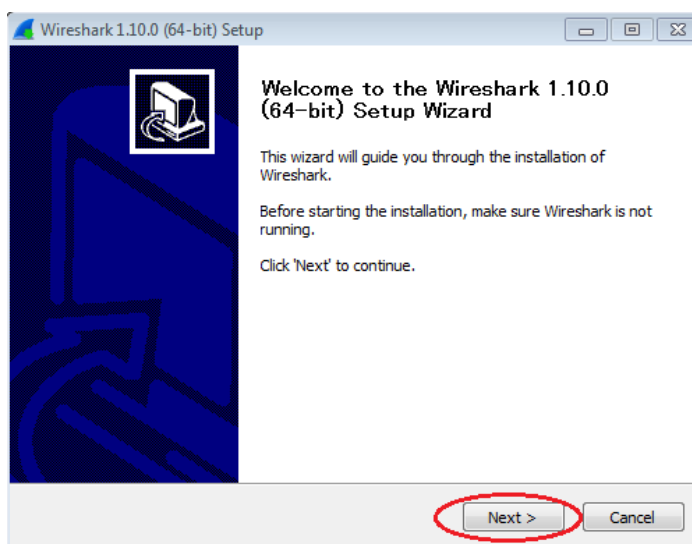 Wireshark 1.10.0 (64-bit) Setup
Welcome to the Wireshark 1.10.0
(64-bit) Setup Wizard
This wizard will guide you through the installation of
Wireshark.
Before starting the installation, make sure Wireshark is not
running.
Click 'Next' to continue.
Next >
Cancel